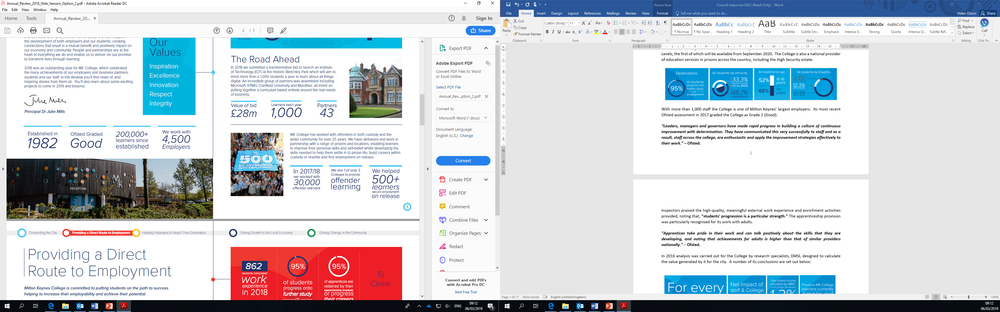 Annual_Review_2018_Web_Version_Option_2.pdf - Adobe Acrobat Reader DC
File Edit View Window Help
Home Tools Annual_Review_20... ×
Sign In
2 / 7
Share
the development of both employers and our students; creating
connections that result in a mutual benefit and positively impact on
our economy and community. People and partnerships are at the
heart of everything we do and enable us to deliver on our promise
to transform lives through learning.
2018 was an outstanding year for MK College, which celebrated
the many achievements of our employers and business partners,
students and our staff. In this Review you'll find news of, and
inspiring stories from them all. You'll also learn about some exciting
projects to come in 2019 and beyond.
Julie Mills
Principal Dr Julie Mills
Our
Values
Inspiration
Excellence
Innovation
Respect
Integrity
Established in
1982
Ofsted Graded
Good
200,000+
learners since
established
We work with
4,500
Employers
MK
RECEPTION
The Road Ahead
In 2018 we submitted a transformative bid to launch an Institute
of Technology (IOT) at the historic Bletchley Park which will aim to
enrol more than a 1,000 students a year to learn about all things
digital. An incredible group of partners was assembled including
Microsoft, KPMG Cranfield University and MacAfee, all intent on
putting together a curriculum based entirely around the real needs
of business.
Value of bid
£28m
Learners each year
1,000
Partners
43
MK College has worked with offenders in both custody and the
wider community for over 25 years. We have delivered and work in
partnership with a range of prisons and locations, enabling learners
to improve their personal skills and self-belief whilst developing the
skills needed to help them settle in to prison life, build careers within
custody or resettle and find employment on release.
500
EX-OFFENDERS
INTO EMPLOYMENT
In 2017/18
we worked with
30,000
offender learners
We are 1 of only 3
Colleges to provide
offender
learning
We helped
500+
learners
secure employment
on release
3
Connecting the City Providing a Direct Route to Employment Helping Employers to Reach Their Destination Driving Growth in the Local Economy Driving Change in the Community
Providing a Direct
Route to Employment
Milton Keynes College is committed to putting students on the path to success
helping to increase their employability and achieve their potential.
862
students completed
work
experience
in 2018
95%
of students
progress onto
further study
or
95%
of apprentices are
retained by their
apprenticeship employer
or progress
their careers
To
Come
Export PDF
Adobe Export PDF
Convert PDF Files to Word
or Excel Online
Select PDF File
Annual_Rev...ption_2.pdf
Convert to
Microsoft Word (*.docx)
Document Language:
English (U.S.) Change
Convert
Create PDF
Edit PDF
Comment
Combine Files
Organize Pages
Redact
Protect
Convert and edit PDFs
with Acrobat Pro DC
Start Free Trial
ENG
09:12
06/03/2019
Picture Tools
Council response HD2 [Read-Only] - Word
File Home Insert Design Layout References Mailings Review View Format Tell me what you want to do...
Helen Dixon Share
Paste
Cut
Copy
Format Painter
Clipboard
Calibri (Body) 11
Font
Paragraph
¶ Normal ¶ No Spac... Heading 1 Heading 2 Title Subtitle Subtle Em... Emphasis Intense E... Strong Quote Intense Q... Subtle Ref...
Styles
Find
Replace
Select
Editing
Call
Click To...
Levels, the first of which will be available from September 2020. The College is also a national provider
of education services in prisons across the country, including the High Security estate.
Destinations
95%
of students
progress onto
further study
or
employment
All students by ethnicity
33.3%
black & minority
ethnic (BME)
66.7%
white British
All students by age
52% 16-18
years
48% 19+
years
All students by Disability
2.8%
12.3%
84.9%
With more than 1,000 staff the College is one of Milton Keynes' largest employers. Its most recent
Ofsted assessment in 2017 graded the College as Grade 2 (Good).
"Leaders, managers and governors have made rapid progress in building a culture of continuous
improvement with determination. They have communicated this very successfully to staff and as a
result, staff across the college, are enthusiastic and apply the improvement strategies effectively to
their work." – Ofsted.
1
Inspectors praised the high-quality, meaningful external work experience and enrichment activities
provided, noting that, "students' progression is a particular strength." The apprenticeship provision
was particularly recognised for its work with adults.
"Apprentices take pride in their work and can talk positively about the skills that they are
developing, and noting that achievements for adults is higher than that of similar providers
nationally." – Ofsted.
In 2016 analysis was carried out for the College by research specialists, EMSI, designed to calculate
the value generated by it for the city. A number of its conclusions are set out below:
For every
Net impact of
staff & College
Total added income
created by MKC
and its learners was equal to
Previous MK College
learners currently
employed
Page 1 of 17 6650 words English (United Kingdom)
100%
09:12
06/03/2019